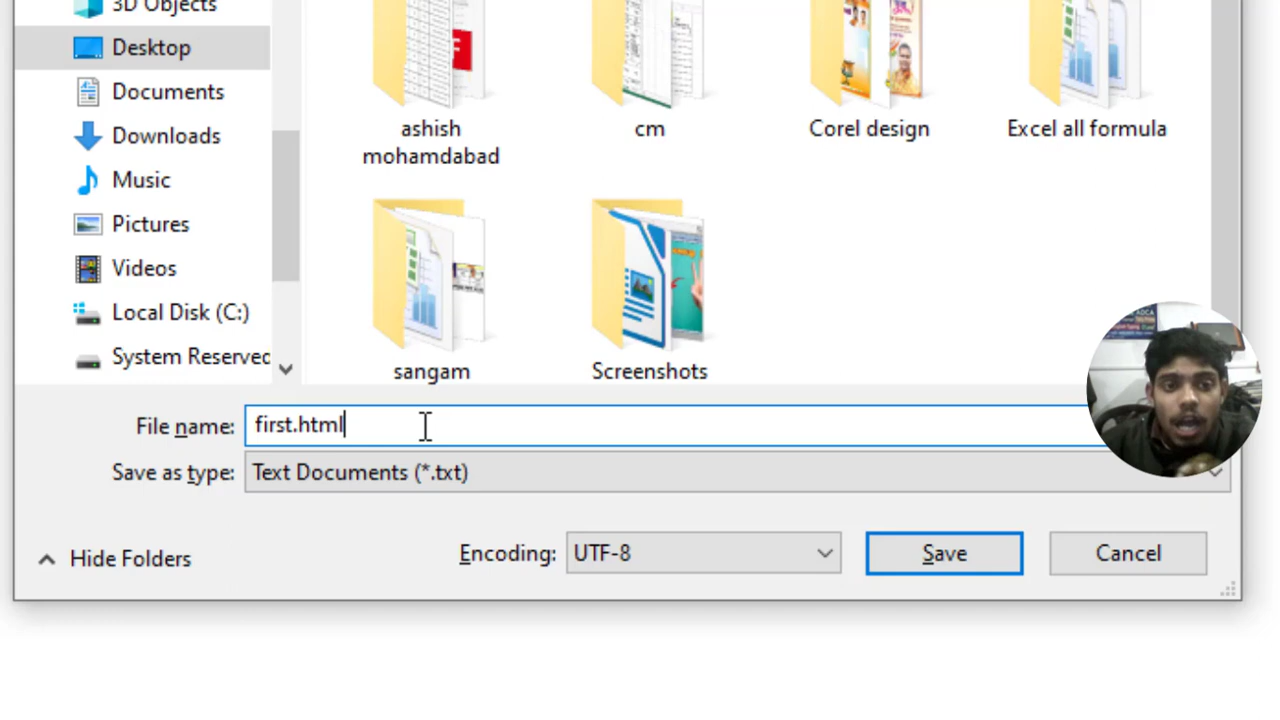 3D Objects
Desktop
Documents
Downloads
Music
Pictures
Videos
Local Disk (C:)
System Reserved
ashish
mohamdabad
cm
Corel design
Excel all formula
sangam
Screenshots
File name: first.html
Save as type: Text Documents (*.txt)
Hide Folders
Encoding: UTF-8
Save
Cancel